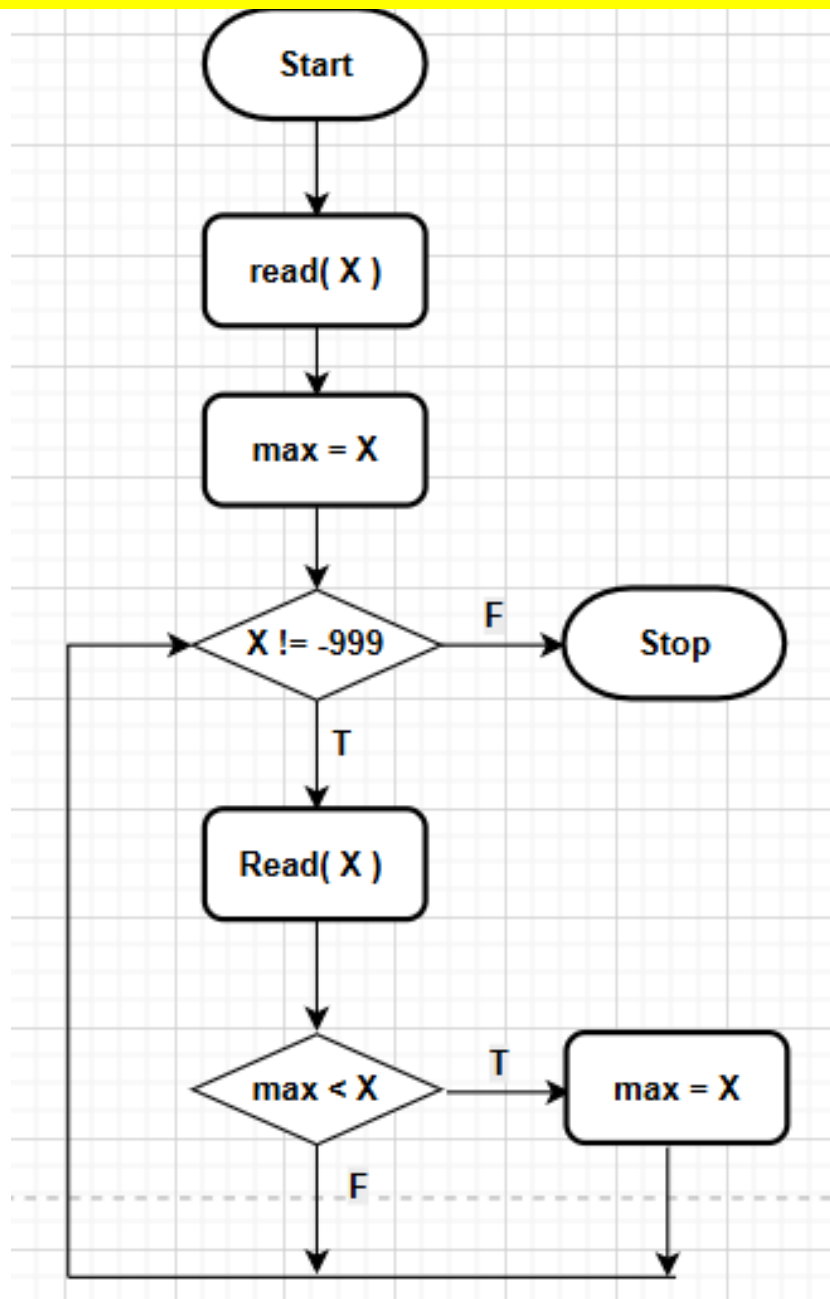 Start
read( X )
max = X
X != -999
F
Stop
T
Read( X )
max < X
T
max = X
F